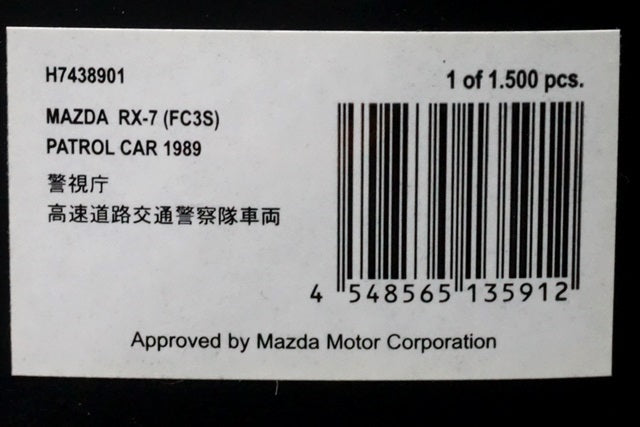 H7438901
1 of 1.500 pcs.
MAZDA RX-7 (FC3S)
PATROL CAR 1989
警視庁
高速道路交通警察隊車両
4 548565 135912
Approved by Mazda Motor Corporation